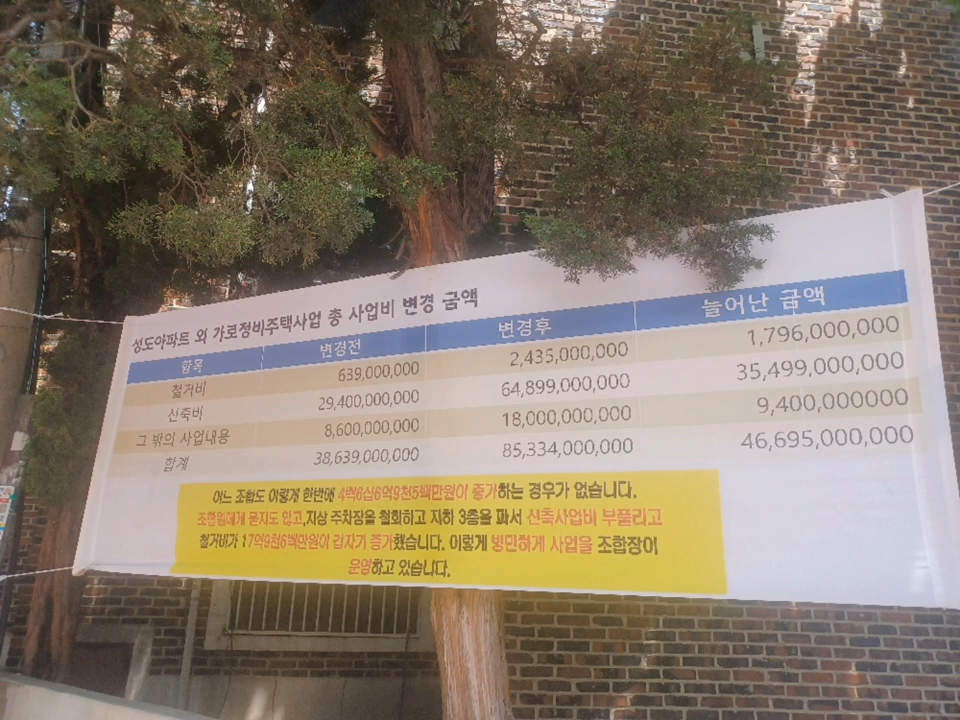 성도아파트 외 가로정비주택사업 총 사업비 변경 금액
항목 변경전 변경후 늘어난 금액
철거비 639,000,000 2,435,000,000 1,796,000,000
신축비 29,400,000,000 64,899,000,000 35,499,000,000
그 밖의 사업내용 8,600,000,000 18,000,000,000 9,400,000000
합계 38,639,000,000 85,334,000,000 46,695,000,000
어느 조합도 이렇게 한번에 4백6십6억9천5백만원이 증가하는 경우가 없습니다.
조합원에게 묻지도 않고,지상 주차장을 철회하고 지하 3층을 파서 신축사업비 부풀리고
철거비가 17억9천6백만원이 갑자기 증가했습니다. 이렇게 방만하게 사업을 조합장이
운영하고 있습니다.